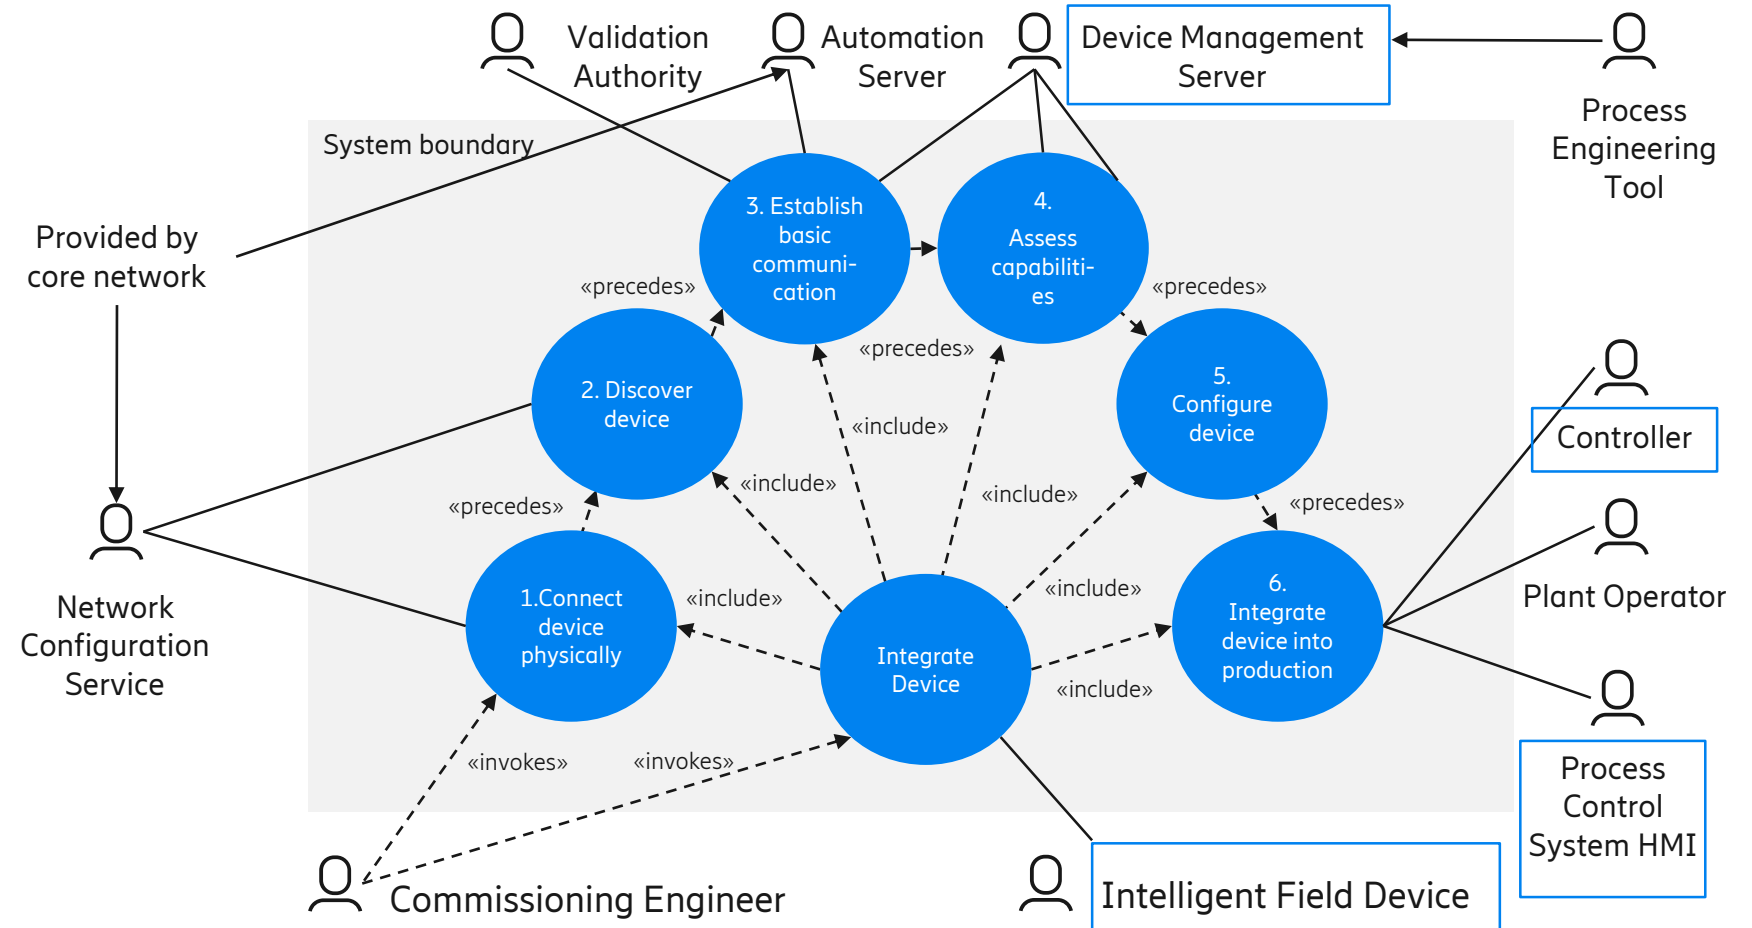 Validation
Authority
Automation
Server
Device Management
Server
Process
Engineering
Tool
System boundary
Provided by
core network
3. Establish
basic
communi-
cation
4.
Assess
capabiliti-
es
«precedes»
«precedes»
«precedes»
2. Discover
device
5.
Configure
device
Controller
«include»
«include»
«include»
«precedes»
«precedes»
Network
Configuration
Service
1.Connect
device
physically
«include»
Integrate
Device
«include»
6.
Integrate
device into
production
«include»
Plant Operator
«invokes»
«invokes»
Process
Control
System HMI
Commissioning Engineer
Intelligent Field Device